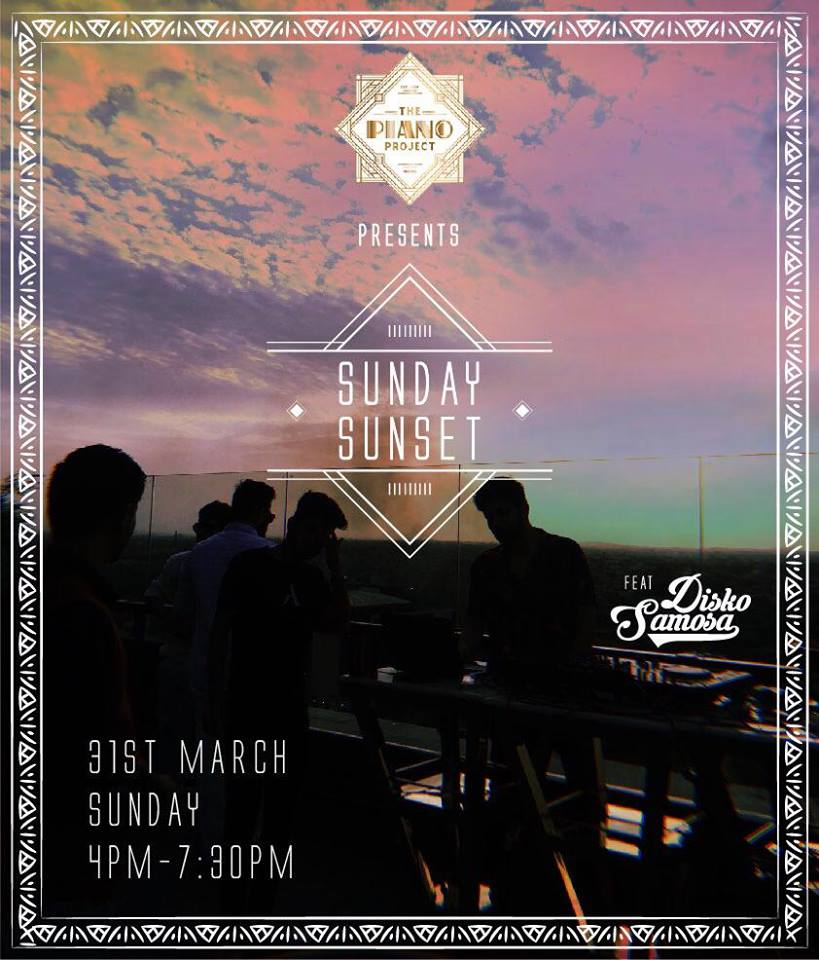 THE
PIANO
PROJECT
PRESENTS
SUNDAY
SUNSET
FEAT Disko
Samosa
31ST MARCH
SUNDAY
4PM-7:30PM